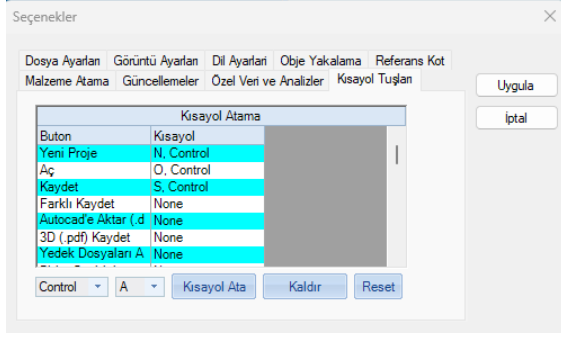 Seçenekler
Dosya Ayarları Görüntü Ayarları Dil Ayarlari Obje Yakalama Referans Kot
Malzeme Atama Güncellemeler Özel Veri ve Analizler Kısayol Tuşları
Uygula
İptal
Kısayol Atama
Buton Kısayol
Yeni Proje N, Control
Aç O, Control
Kaydet S, Control
Farklı Kaydet None
Autocad'e Aktar (.d None
3D (.pdf) Kaydet None
Yedek Dosyaları A None
Control A Kısayol Ata Kaldır Reset